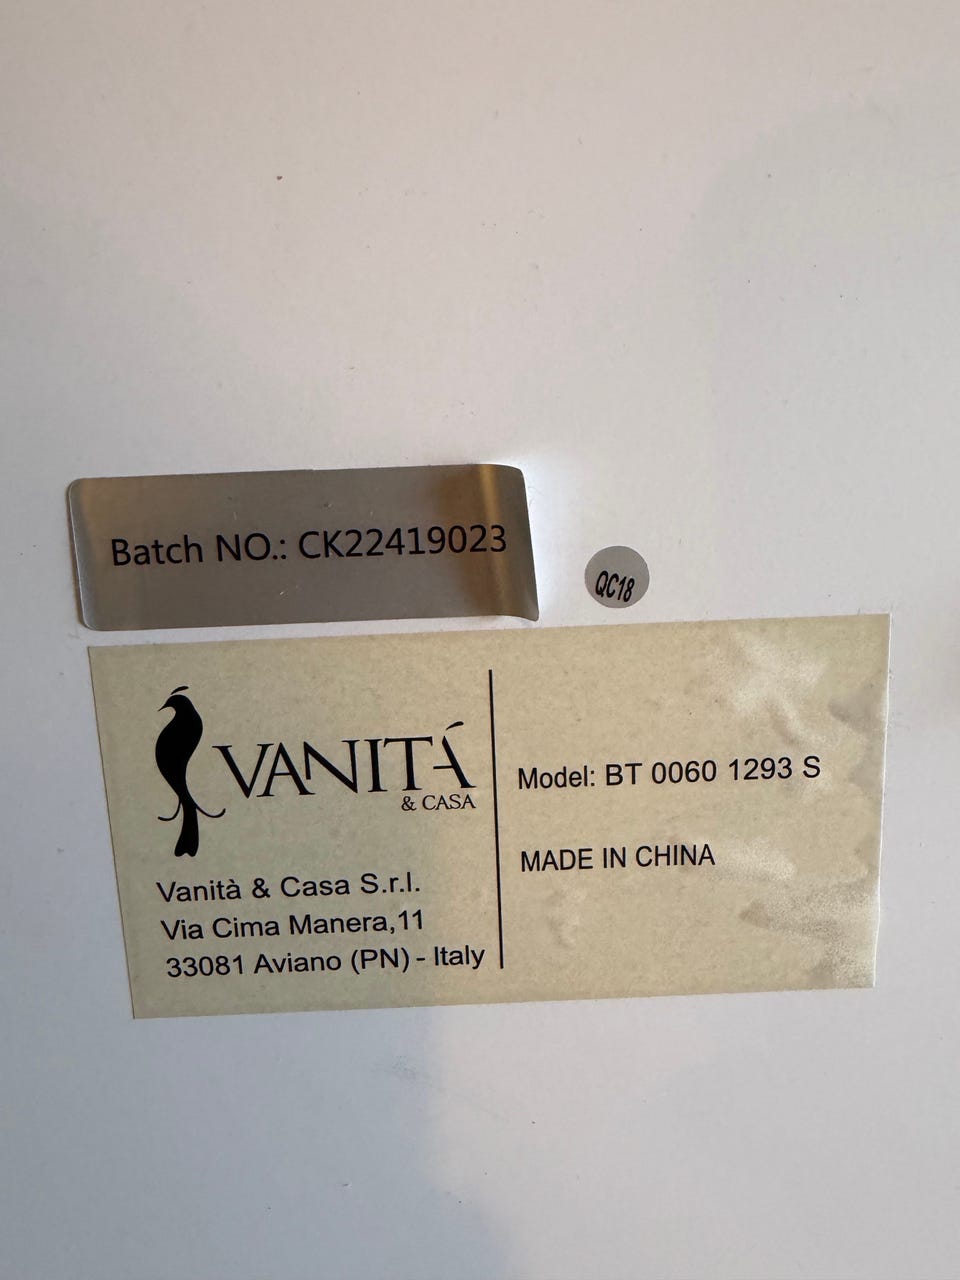 Batch NO.: CK22419023
QC18
VANITÁ
& CASA
Vanità & Casa S.r.l.
Via Cima Manera,11
33081 Aviano (PN) - Italy
Model: BT 0060 1293 S
MADE IN CHINA